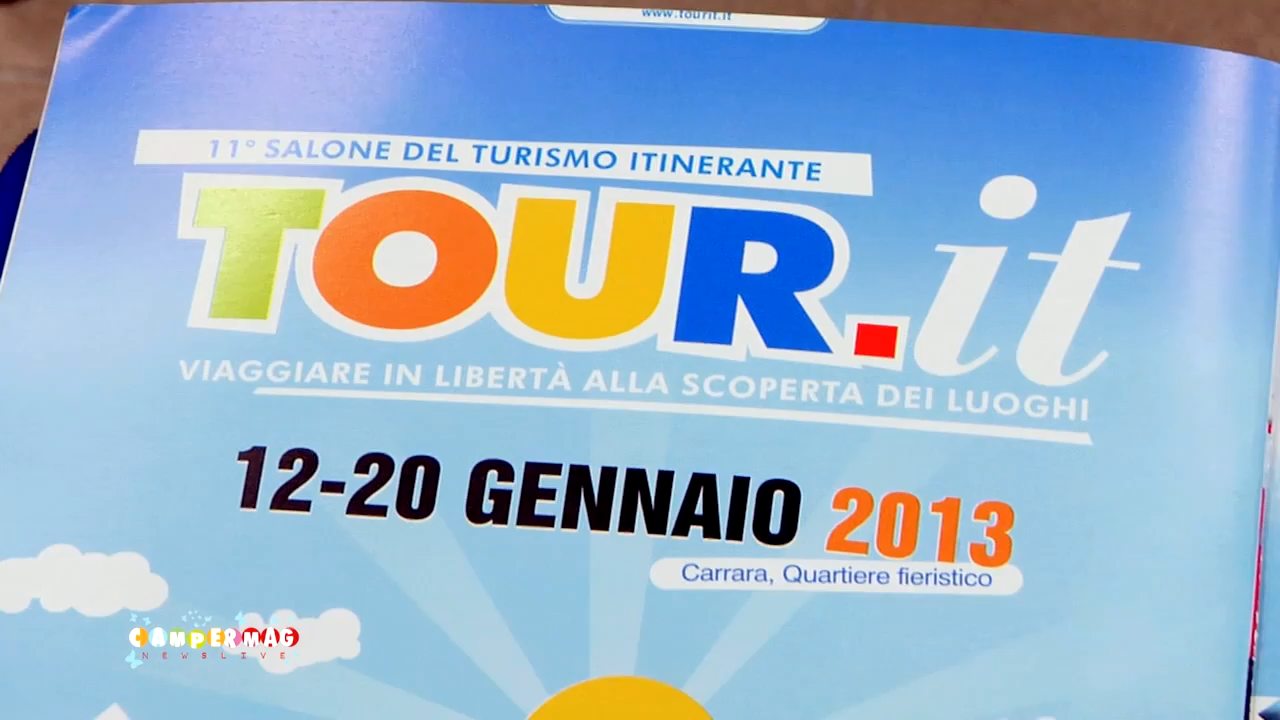 www.tourit.it
11° SALONE DEL TURISMO ITINERANTE
TOUR.it
VIAGGIARE IN LIBERTÀ ALLA SCOPERTA DEI LUOGHI
12-20 GENNAIO 2013
Carrara, Quartiere fieristico
CAMPERMAG
NEWSLIVE